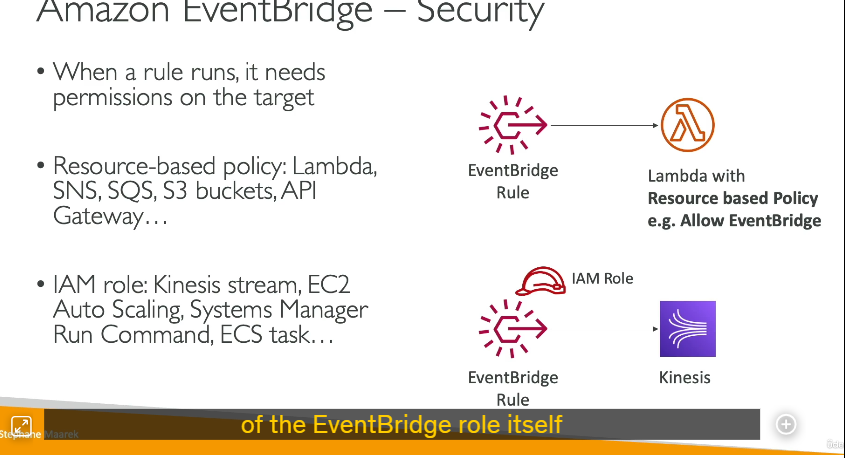 Amazon EventBridge – Security
• When a rule runs, it needs
permissions on the target
• Resource-based policy: Lambda,
SNS, SQS, S3 buckets, API
Gateway…
• IAM role: Kinesis stream, EC2
Auto Scaling, Systems Manager
Run Command, ECS task…
EventBridge
Rule
Lambda with
Resource based Policy
e.g. Allow EventBridge
IAM Role
EventBridge
Rule
Kinesis
of the EventBridge role itself
Stephane Maarek